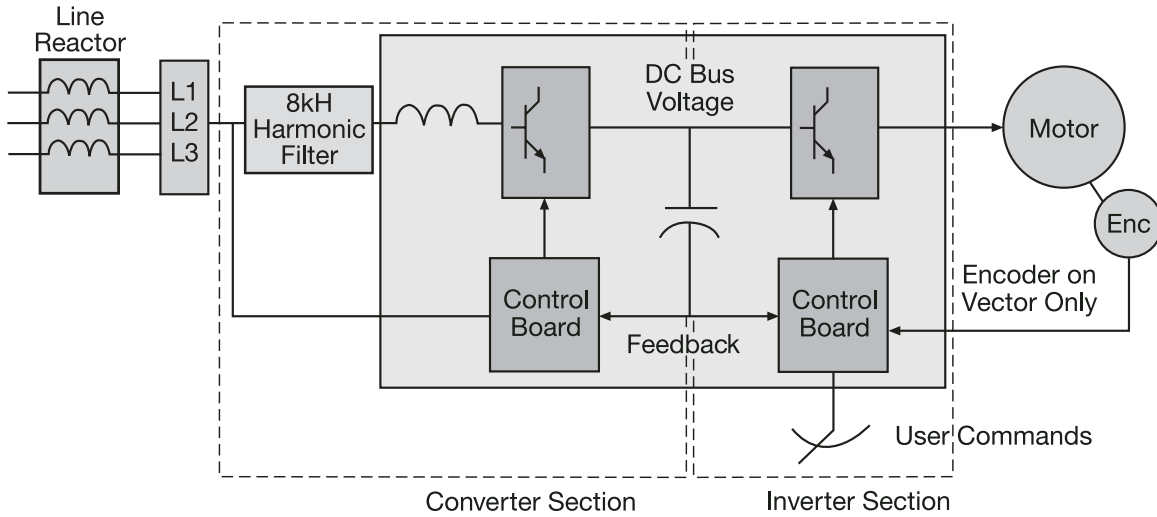 Line
Reactor
L1
L2
L3
8kH
Harmonic
Filter
DC Bus
Voltage
Motor
Enc
Encoder on
Vector Only
Control
Board
Feedback
Control
Board
User Commands
Converter Section
Inverter Section